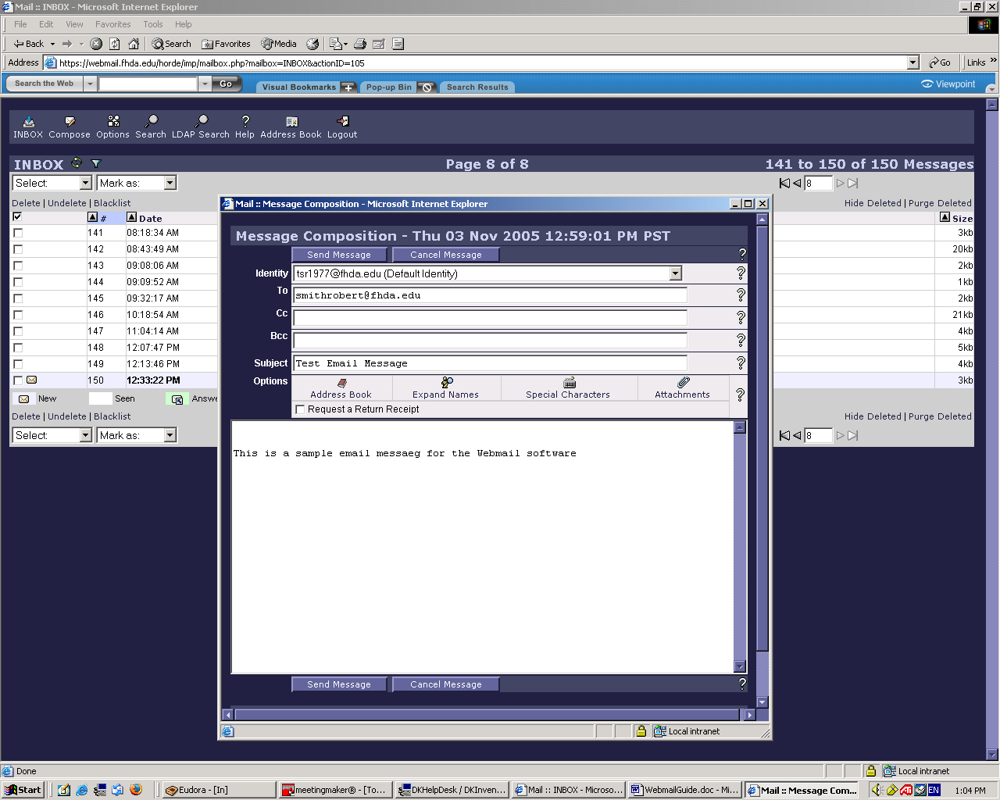 Mail :: INBOX - Microsoft Internet Explorer
File Edit View Favorites Tools Help
Back Search Favorites Media
Address https://webmail.fhda.edu/horde/imp/mailbox.php?mailbox=INBOX&actionID=105 Go Links »
Search the Web Go Visual Bookmarks Pop-up Bin Search Results Viewpoint
INBOX Compose Options Search LDAP Search Help Address Book Logout
INBOX Page 8 of 8 141 to 150 of 150 Messages
Select: Mark as: 8
Delete | Undelete | Blacklist Hide Deleted | Purge Deleted
# Date Size
141 08:18:34 AM 3kb
142 08:43:49 AM 20kb
143 09:08:06 AM 2kb
144 09:09:52 AM 1kb
145 09:32:17 AM 2kb
146 10:18:54 AM 21kb
147 11:04:14 AM 4kb
148 12:07:47 PM 5kb
149 12:13:46 PM 4kb
150 12:33:22 PM 3kb
New Seen Answe
Delete | Undelete | Blacklist Hide Deleted | Purge Deleted
Select: Mark as: 8
Mail :: Message Composition - Microsoft Internet Explorer
Message Composition - Thu 03 Nov 2005 12:59:01 PM PST
Send Message Cancel Message ?
Identity tsr1977@fhda.edu (Default Identity) ?
To smithrobert@fhda.edu ?
Cc ?
Bcc ?
Subject Test Email Message ?
Options Address Book Expand Names Special Characters Attachments ?
Request a Return Receipt
This is a sample email messaeg for the Webmail software
Send Message Cancel Message ?
Local intranet
Done Local intranet
Start Eudora - [In] meetingmaker® - [To... DKHelpDesk / DKInven... Mail :: INBOX - Microso... WebmailGuide.doc - Mi... Mail :: Message Com... EN 1:04 PM